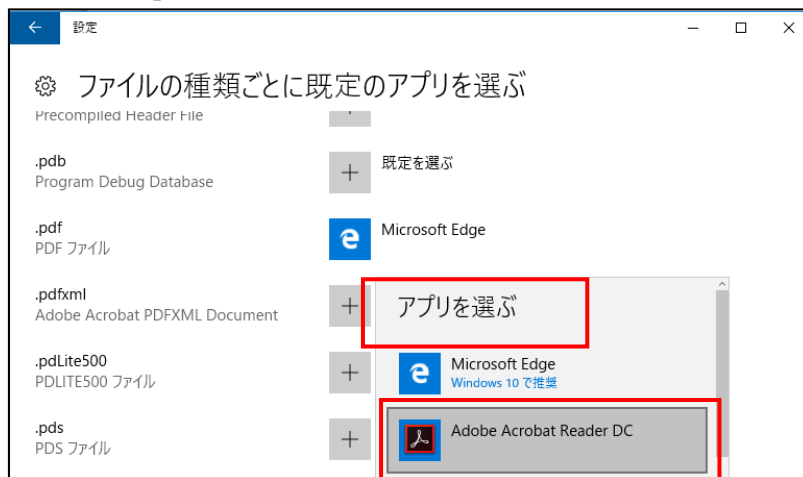 設定
ファイルの種類ごとに既定のアプリを選ぶ
Precompiled Header File
.pdb
Program Debug Database
既定を選ぶ
.pdf
PDF ファイル
Microsoft Edge
.pdfxml
Adobe Acrobat PDFXML Document
アプリを選ぶ
.pdLite500
PDLITE500 ファイル
Microsoft Edge
Windows 10 で推奨
.pds
PDS ファイル
Adobe Acrobat Reader DC